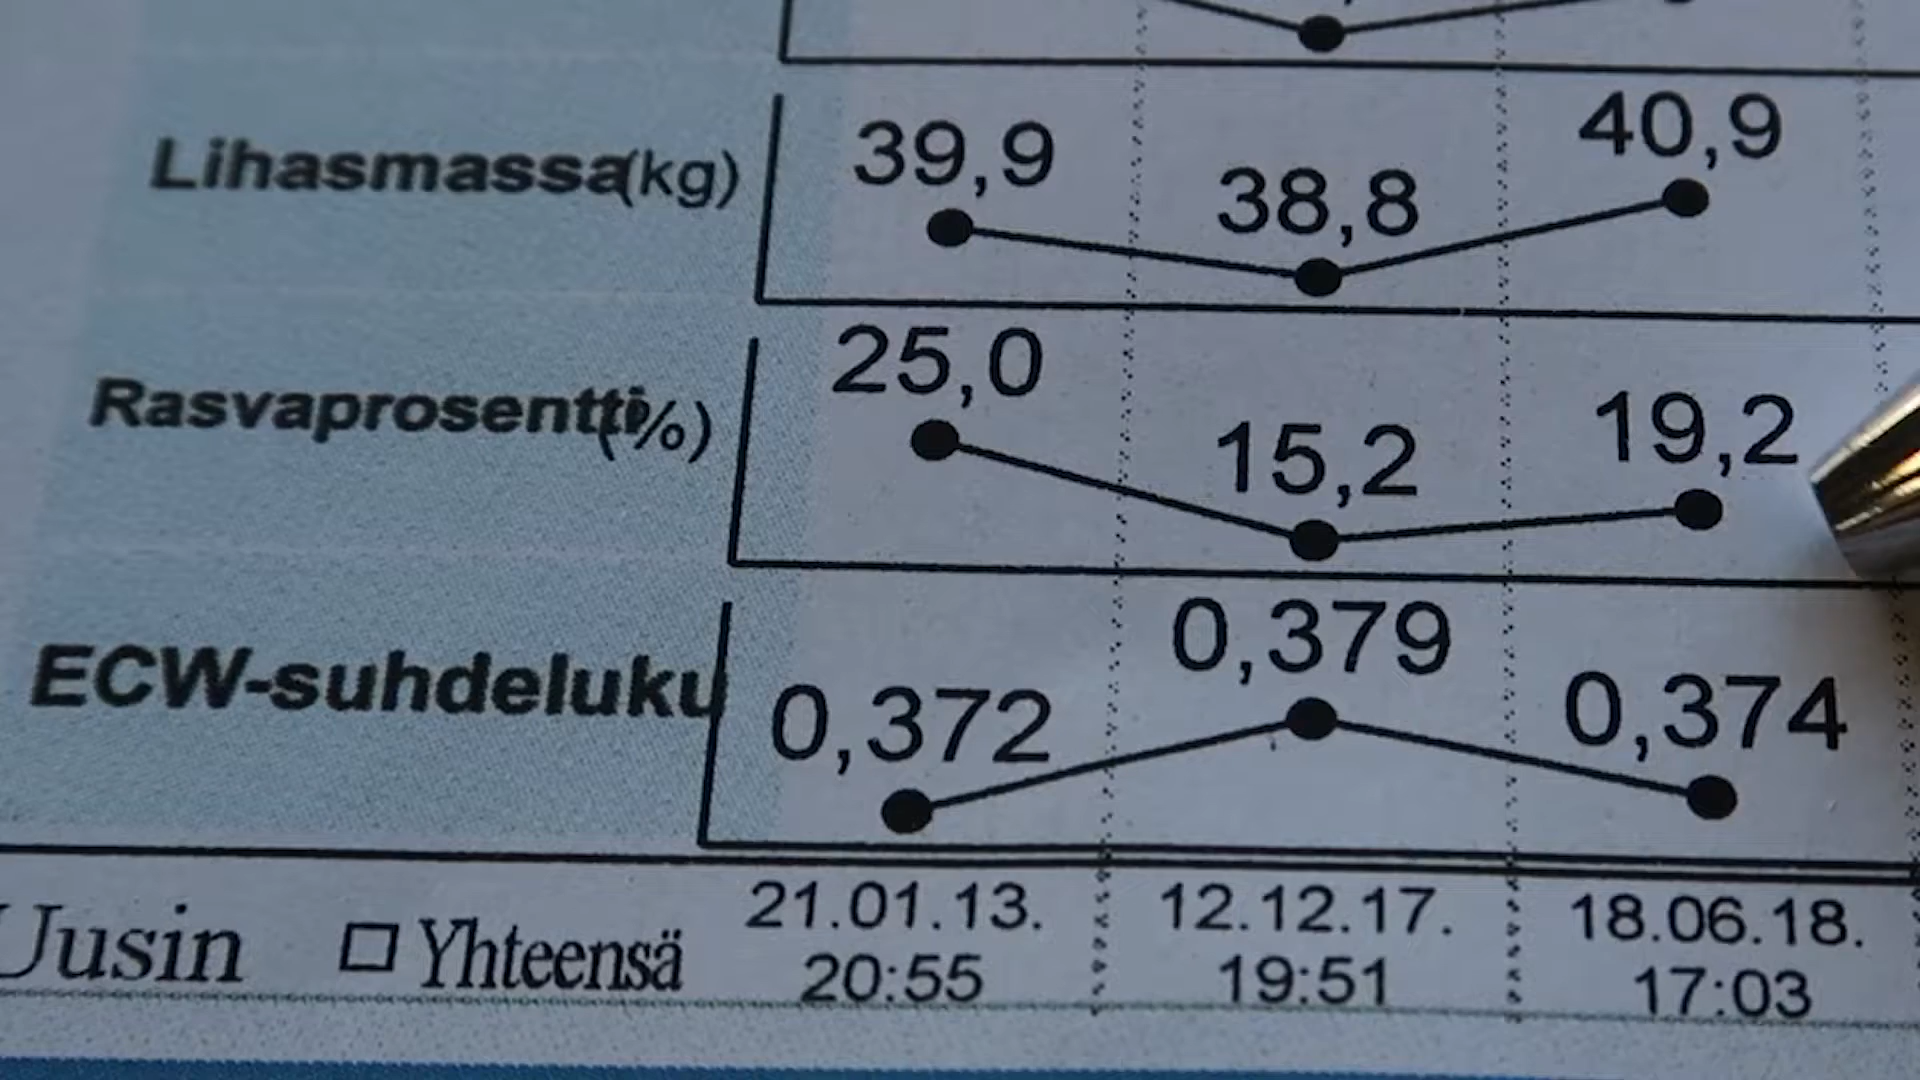 Lihasmassa(kg) 39,9 38,8 40,9
Rasvaprosentti(%) 25,0 15,2 19,2
ECW-suhdeluku 0,372 0,379 0,374
Uusin □ Yhteensä 21.01.13. 12.12.17. 18.06.18.
20:55 19:51 17:03